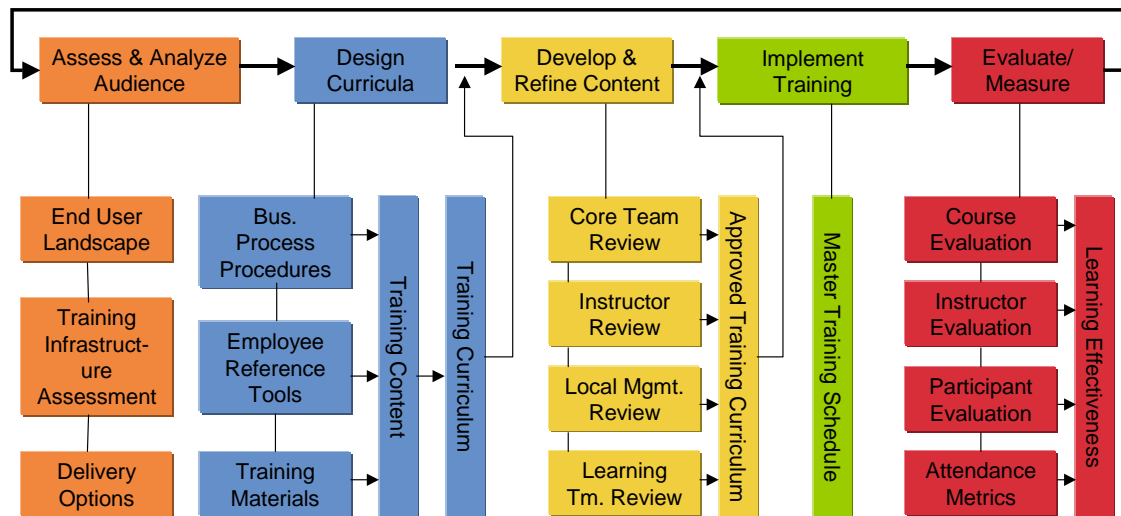 Assess & Analyze
Audience
Design
Curricula
Develop &
Refine Content
Implement
Training
Evaluate/
Measure
End User
Landscape
Training
Infrastruct-
ure
Assessment
Delivery
Options
Bus.
Process
Procedures
Employee
Reference
Tools
Training
Materials
Training Content
Training Curriculum
Core Team
Review
Instructor
Review
Local Mgmt.
Review
Learning
Tm. Review
Approved Training Curriculum
Master Training Schedule
Course
Evaluation
Instructor
Evaluation
Participant
Evaluation
Attendance
Metrics
Learning Effectiveness